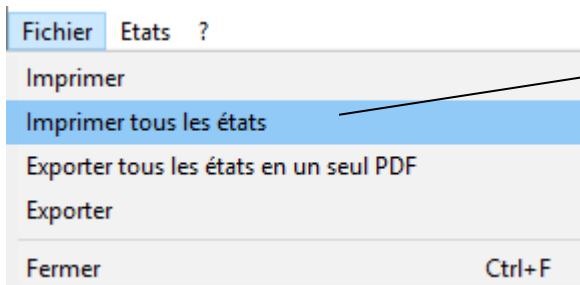 Fichier Etats ?
Imprimer
Imprimer tous les états
Exporter tous les états en un seul PDF
Exporter
Fermer Ctrl+F